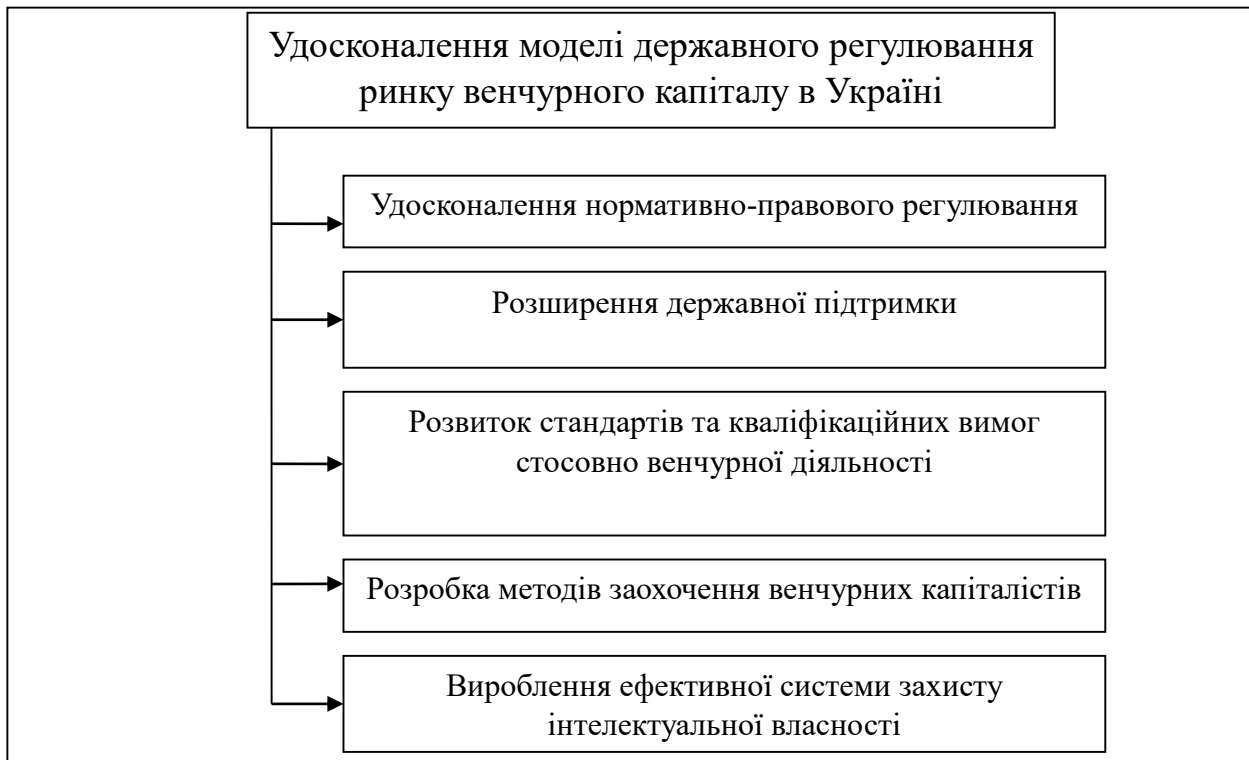 Удосконалення моделі державного регулювання
ринку венчурного капіталу в Україні
Удосконалення нормативно-правового регулювання
Розширення державної підтримки
Розвиток стандартів та кваліфікаційних вимог
стосовно венчурної діяльності
Розробка методів заохочення венчурних капіталістів
Вироблення ефективної системи захисту
інтелектуальної власності